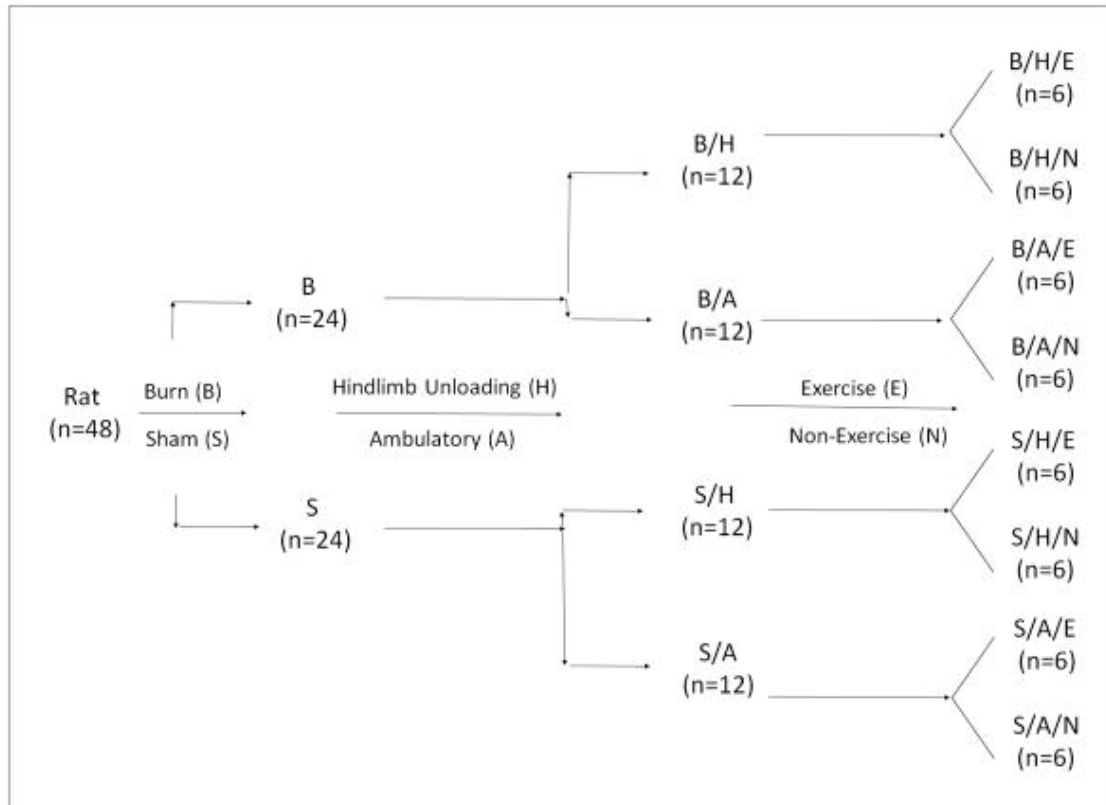 Rat
(n=48)
Burn (B)
Sham (S)
B
(n=24)
S
(n=24)
Hindlimb Unloading (H)
Ambulatory (A)
B/H
(n=12)
B/A
(n=12)
S/H
(n=12)
S/A
(n=12)
Exercise (E)
Non-Exercise (N)
B/H/E
(n=6)
B/H/N
(n=6)
B/A/E
(n=6)
B/A/N
(n=6)
S/H/E
(n=6)
S/H/N
(n=6)
S/A/E
(n=6)
S/A/N
(n=6)